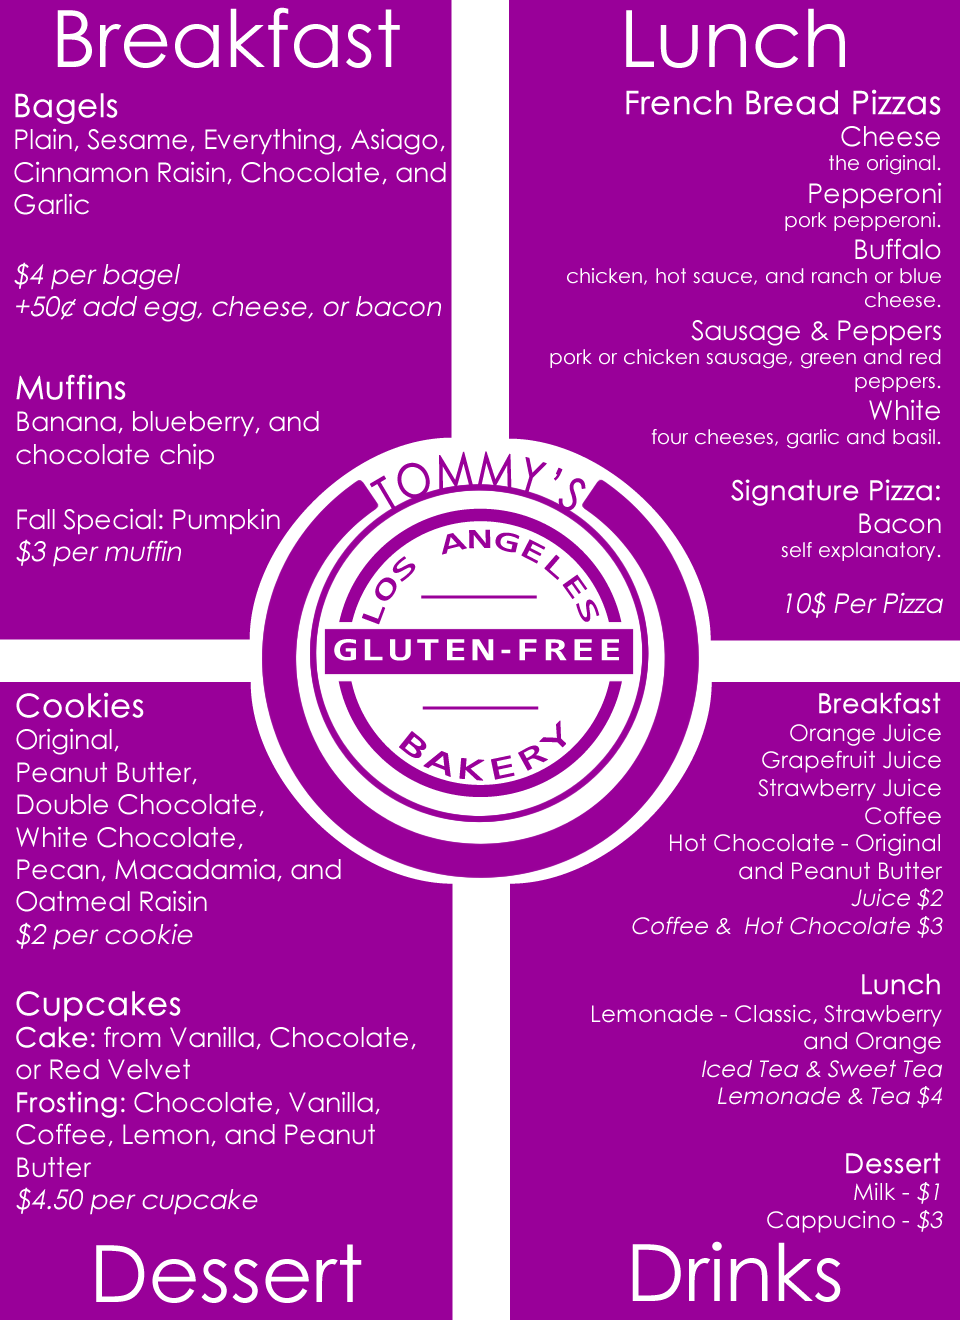 Breakfast
Bagels
Plain, Sesame, Everything, Asiago,
Cinnamon Raisin, Chocolate, and
Garlic
$4 per bagel
+50¢ add egg, cheese, or bacon
Muffins
Banana, blueberry, and
chocolate chip
Fall Special: Pumpkin
$3 per muffin
Lunch
French Bread Pizzas
Cheese
the original.
Pepperoni
pork pepperoni.
Buffalo
chicken, hot sauce, and ranch or blue
cheese.
Sausage & Peppers
pork or chicken sausage, green and red
peppers.
White
four cheeses, garlic and basil.
Signature Pizza:
Bacon
self explanatory.
10$ Per Pizza
TOMMY'S
LOS ANGELES
GLUTEN-FREE
BAKERY
Cookies
Original,
Peanut Butter,
Double Chocolate,
White Chocolate,
Pecan, Macadamia, and
Oatmeal Raisin
$2 per cookie
Cupcakes
Cake: from Vanilla, Chocolate,
or Red Velvet
Frosting: Chocolate, Vanilla,
Coffee, Lemon, and Peanut
Butter
$4.50 per cupcake
Dessert
Breakfast
Orange Juice
Grapefruit Juice
Strawberry Juice
Coffee
Hot Chocolate - Original
and Peanut Butter
Juice $2
Coffee & Hot Chocolate $3
Lunch
Lemonade - Classic, Strawberry
and Orange
Iced Tea & Sweet Tea
Lemonade & Tea $4
Dessert
Milk - $1
Cappucino - $3
Drinks